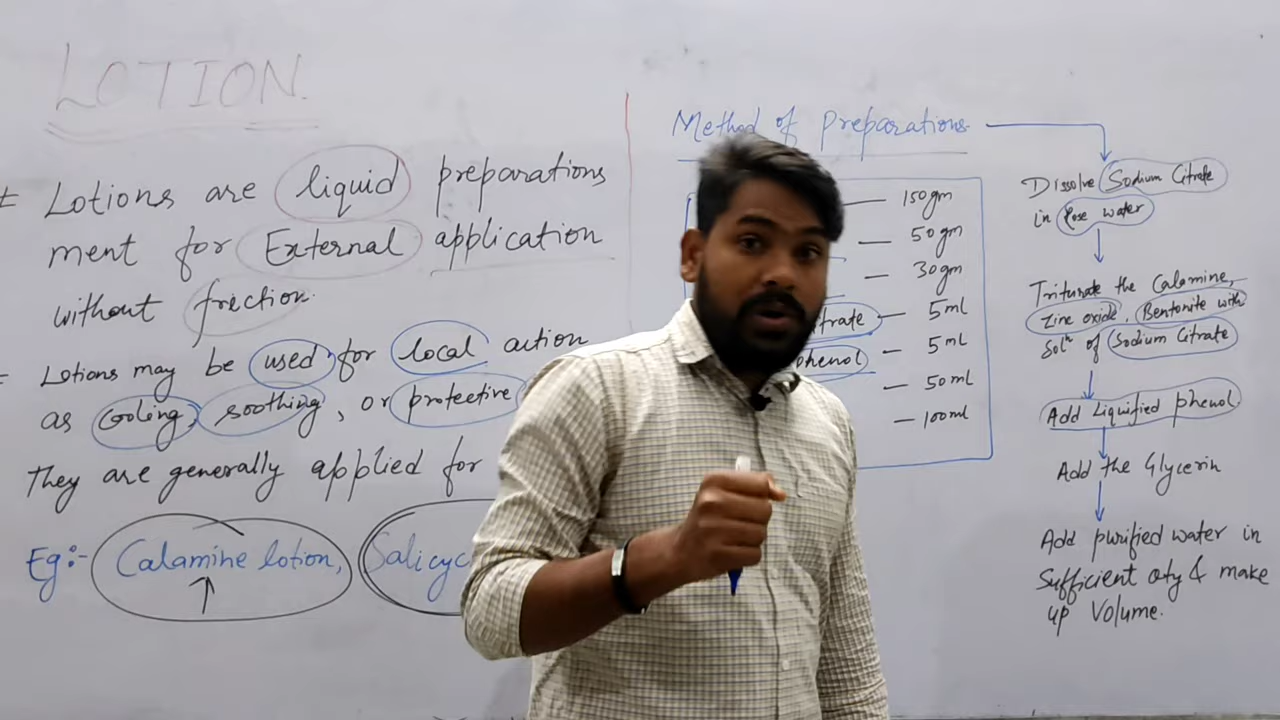 LOTION
Lotions are liquid preparations
ment for External application
without friction.
Lotions may be used for local action
as Cooling, Soothing, or protective
They are generally applied for
Eg:- Calamine lotion,
Method of Preparations
150gm
50gm
30gm
5ml
phenol 5ml
50ml
100ml
Dissolve Sodium Citrate
in Rose water
Triturate the Calamine,
Zinc oxide, Bentonite with
Solⁿ of Sodium Citrate
Add Liquified phenol
Add the Glycerin
Add purified water in
Sufficient qty & make
up Volume.